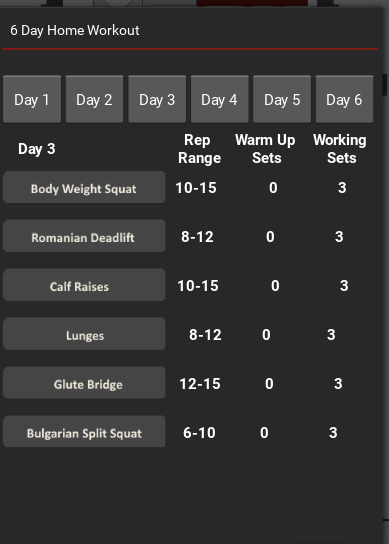 6 Day Home Workout
Day 1 Day 2 Day 3 Day 4 Day 5 Day 6
Day 3 Rep Range Warm Up Sets Working Sets
Body Weight Squat 10-15 0 3
Romanian Deadlift 8-12 0 3
Calf Raises 10-15 0 3
Lunges 8-12 0 3
Glute Bridge 12-15 0 3
Bulgarian Split Squat 6-10 0 3